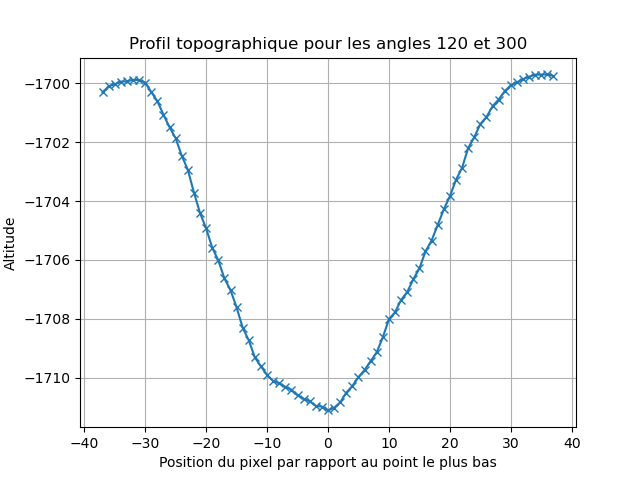 Profil topographique pour les angles 120 et 300
Altitude
−1700
−1702
−1704
−1706
−1708
−1710
−40 −30 −20 −10 0 10 20 30 40
Position du pixel par rapport au point le plus bas